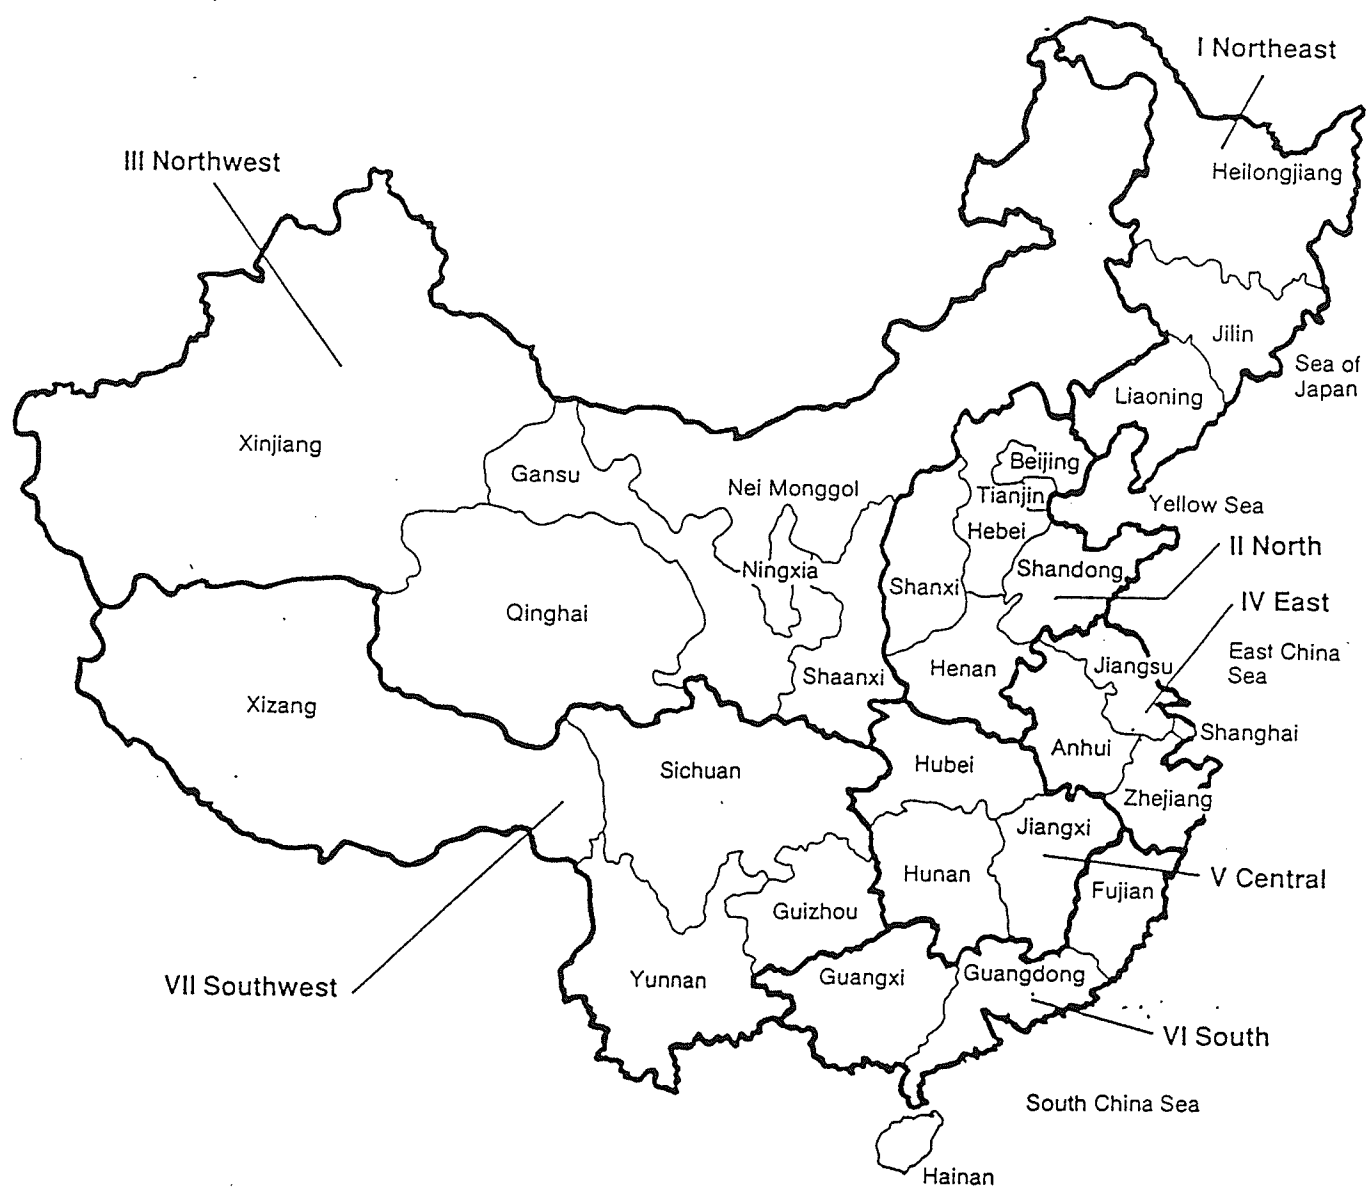 I Northeast
III Northwest
Heilongjiang
Jilin
Sea of
Japan
Liaoning
Xinjiang
Gansu
Beijing
Nei Monggol
Tianjin
Yellow Sea
Hebei
II North
Ningxia
Shandong
Shanxi
IV East
Qinghai
East China
Sea
Henan
Jiangsu
Shaanxi
Xizang
Shanghai
Anhui
Hubei
Sichuan
Zhejiang
Jiangxi
Hunan
V Central
Fujian
Guizhou
Guangdong
Guangxi
Yunnan
VII Southwest
VI South
South China Sea
Hainan